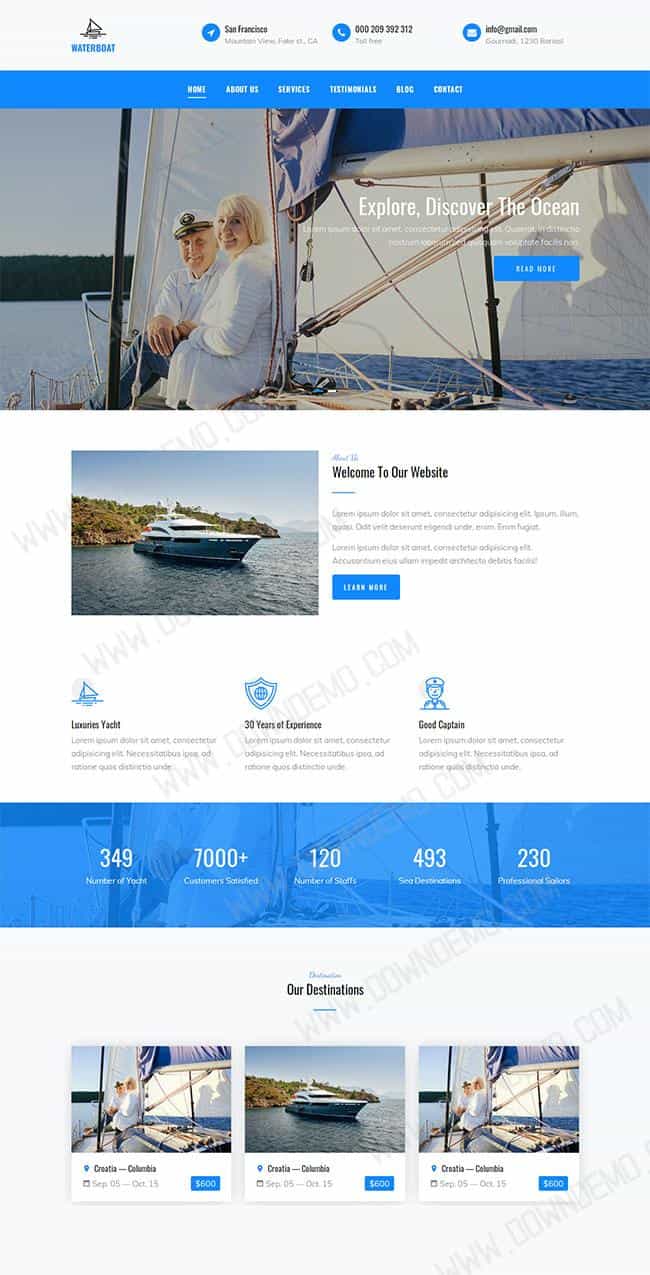 WATERBOAT
San Francisco
Mountain View, Fake st., CA
000 209 392 312
Toll free
info@gmail.com
Gournadi, 1230 Bariasl
HOME ABOUT US SERVICES TESTIMONIALS BLOG CONTACT
Explore, Discover The Ocean
Lorem ipsum dolor sit amet, consectetur adipisicing elit. Quaerat, in distinctio
nostrum laborum sed quisquam voluptate facilis non.
READ MORE
About Us
Welcome To Our Website
Lorem ipsum dolor sit amet, consectetur adipisicing elit. Ipsum, illum,
quasi. Odit velit deserunt eligendi unde, enim. Enim fugiat.
Lorem ipsum dolor sit amet, consectetur adipisicing elit.
Accusantium eius ullam impedit architecto debitis facilis!
LEARN MORE
Luxuries Yacht
Lorem ipsum dolor sit amet, consectetur
adipisicing elit. Necessitatibus ipsa, ad
ratione quos distinctio unde.
30 Years of Experience
Lorem ipsum dolor sit amet, consectetur
adipisicing elit. Necessitatibus ipsa, ad
ratione quos distinctio unde.
Good Captain
Lorem ipsum dolor sit amet, consectetur
adipisicing elit. Necessitatibus ipsa, ad
ratione quos distinctio unde.
349
Number of Yacht
7000+
Customers Satisfied
120
Number of Staffs
493
Sea Destinations
230
Professional Sailors
Destination
Our Destinations
Croatia — Columbia
Sep. 05 — Oct. 15 $600
Croatia — Columbia
Sep. 05 — Oct. 15 $600
Croatia — Columbia
Sep. 05 — Oct. 15 $600
WWW.DOWNDEMO.COM